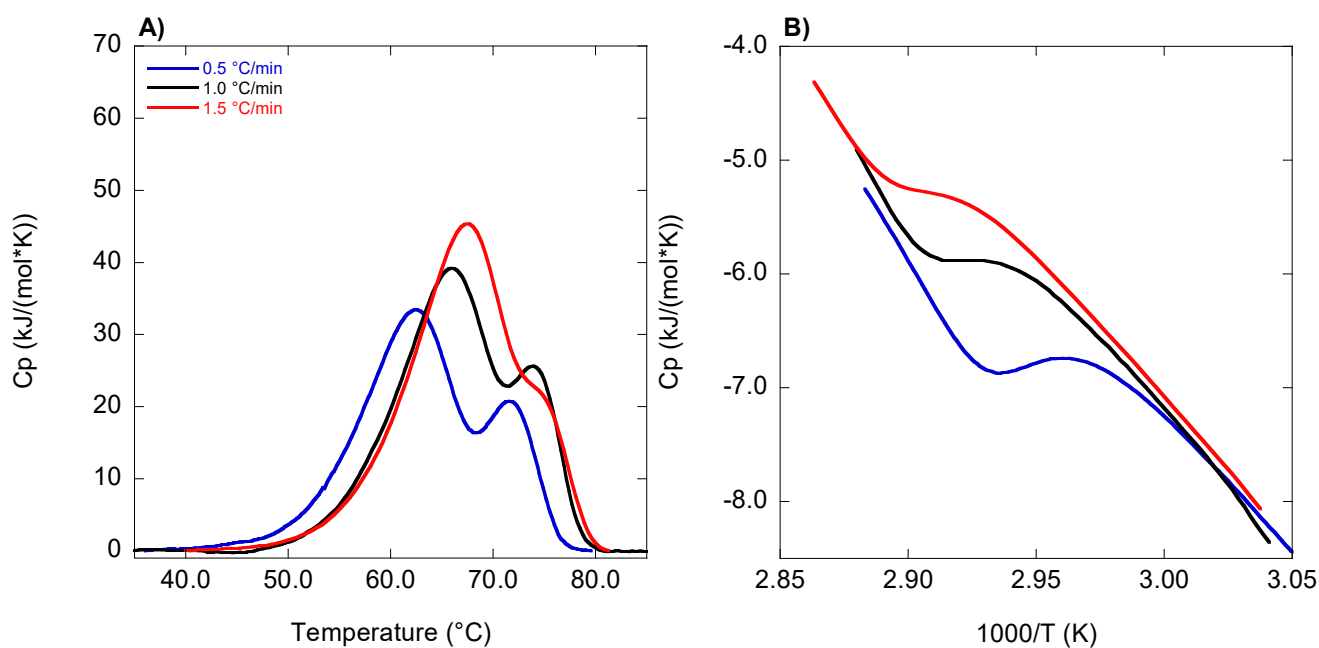 A)
70
60
50
40
30
20
10
0
Cp (kJ/(mol*K))
0.5 °C/min
1.0 °C/min
1.5 °C/min
40.0 50.0 60.0 70.0 80.0
Temperature (°C)
B)
-4.0
-5.0
-6.0
-7.0
-8.0
Cp (kJ/(mol*K))
2.85 2.90 2.95 3.00 3.05
1000/T (K)